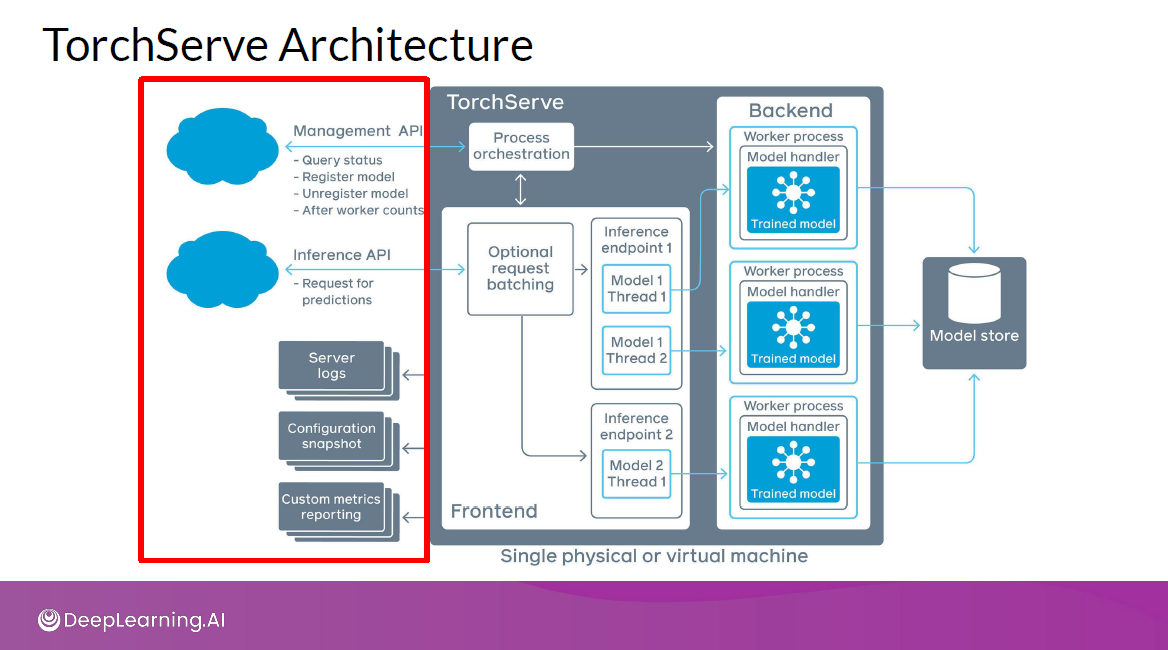 TorchServe Architecture
Management API
- Query status
- Register model
- Unregister model
- After worker counts
Inference API
- Request for
predictions
Server
logs
Configuration
snapshot
Custom metrics
reporting
TorchServe
Process
orchestration
Optional
request
batching
Inference
endpoint 1
Model 1
Thread 1
Model 1
Thread 2
Inference
endpoint 2
Model 2
Thread 1
Frontend
Backend
Worker process
Model handler
Trained model
Worker process
Model handler
Trained model
Worker process
Model handler
Trained model
Model store
Single physical or virtual machine
DeepLearning.AI